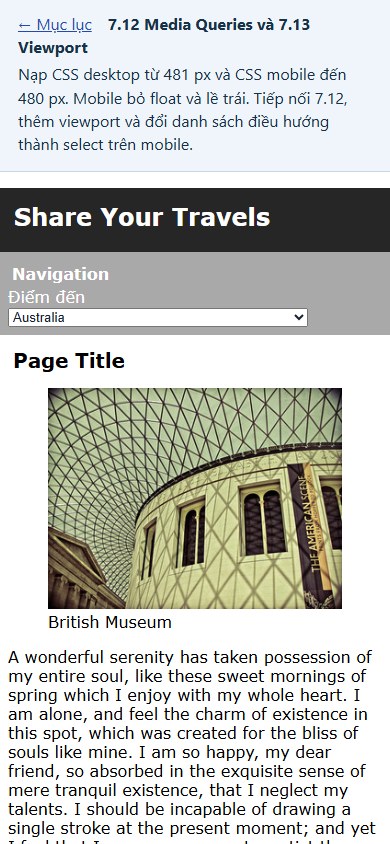 ← Mục lục 7.12 Media Queries và 7.13
Viewport
Nạp CSS desktop từ 481 px và CSS mobile đến
480 px. Mobile bỏ float và lề trái. Tiếp nối 7.12,
thêm viewport và đổi danh sách điều hướng
thành select trên mobile.
Share Your Travels
Navigation
Điểm đến
Australia
Page Title
THE AMERICAN SCENE
British Museum
A wonderful serenity has taken possession of
my entire soul, like these sweet mornings of
spring which I enjoy with my whole heart. I
am alone, and feel the charm of existence in
this spot, which was created for the bliss of
souls like mine. I am so happy, my dear
friend, so absorbed in the exquisite sense of
mere tranquil existence, that I neglect my
talents. I should be incapable of drawing a
single stroke at the present moment; and yet